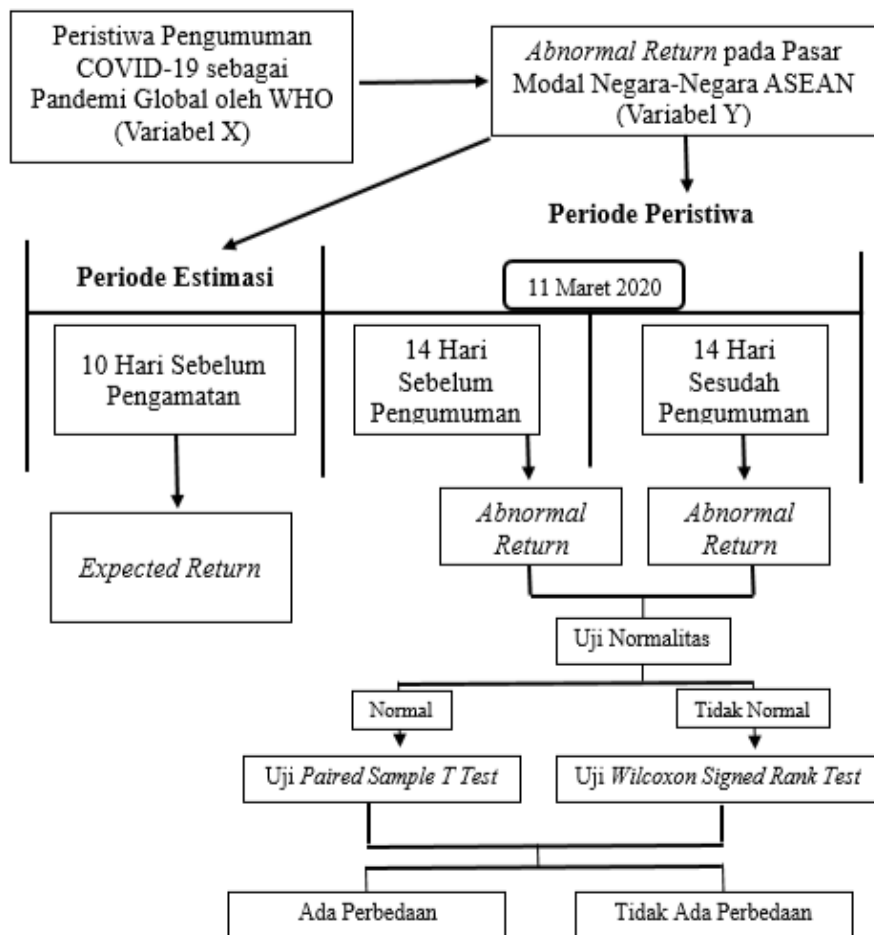 Peristiwa Pengumuman
COVID-19 sebagai
Pandemi Global oleh WHO
(Variabel X)
Abnormal Return pada Pasar
Modal Negara-Negara ASEAN
(Variabel Y)
Periode Peristiwa
Periode Estimasi
11 Maret 2020
10 Hari Sebelum
Pengamatan
14 Hari
Sebelum
Pengumuman
14 Hari
Sesudah
Pengumuman
Expected Return
Abnormal
Return
Abnormal
Return
Uji Normalitas
Normal
Tidak Normal
Uji Paired Sample T Test
Uji Wilcoxon Signed Rank Test
Ada Perbedaan
Tidak Ada Perbedaan